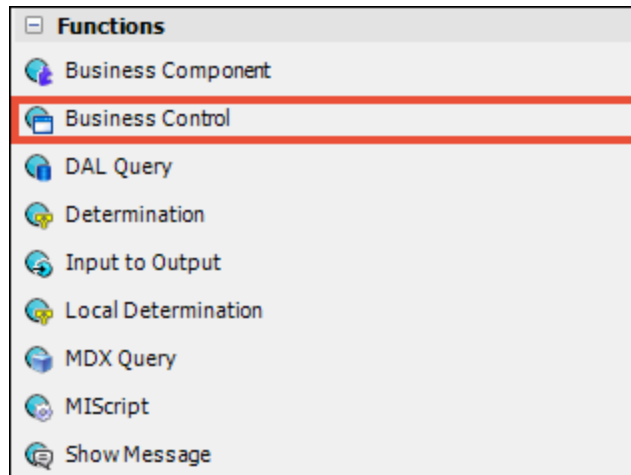 Functions
Business Component
Business Control
DAL Query
Determination
Input to Output
Local Determination
MDX Query
MIScript
Show Message